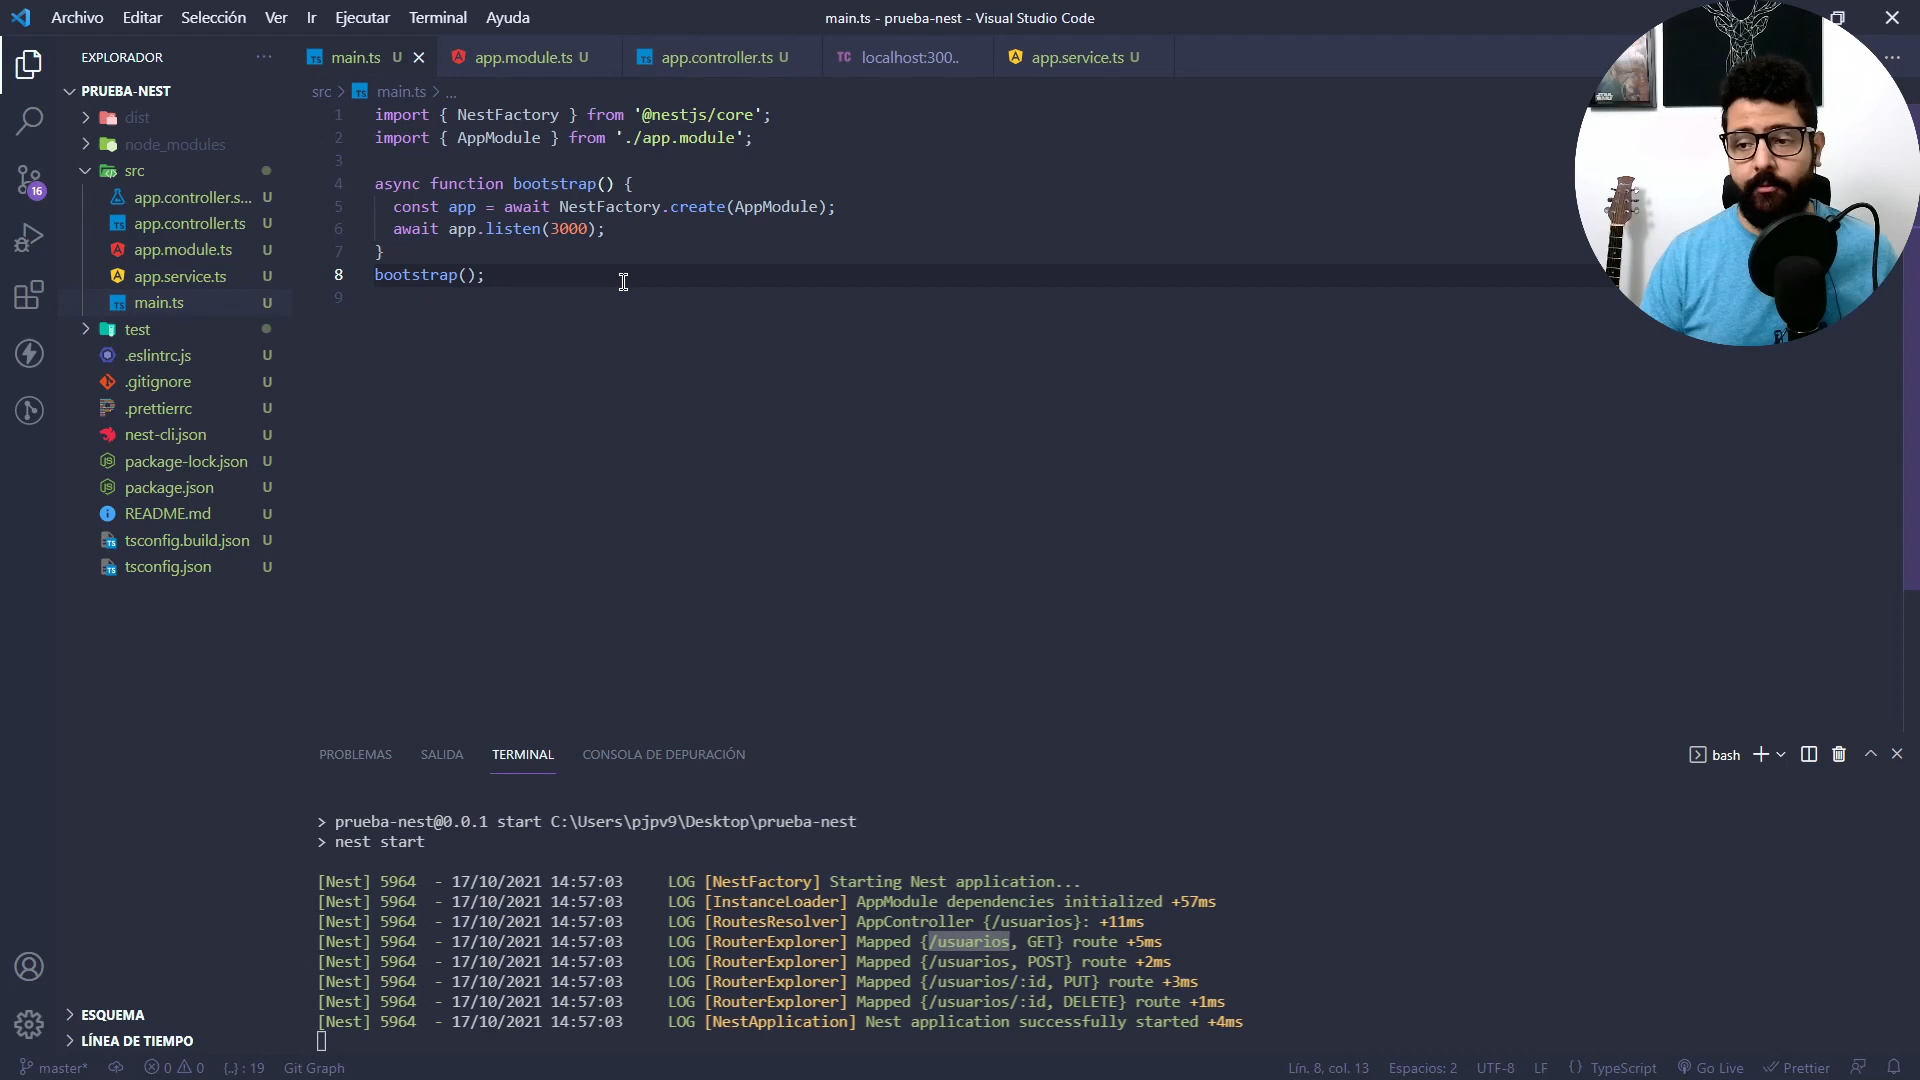 Archivo Editar Selección Ver Ir Ejecutar Terminal Ayuda
main.ts - prueba-nest - Visual Studio Code
EXPLORADOR ···
main.ts U
app.module.ts U
app.controller.ts U
TC localhost:300..
app.service.ts U
PRUEBA-NEST
dist
node_modules
src
app.controller.s... U
app.controller.ts U
app.module.ts U
app.service.ts U
main.ts U
test
.eslintrc.js U
.gitignore U
.prettierrc U
nest-cli.json U
package-lock.json U
package.json U
README.md U
tsconfig.build.json U
tsconfig.json U
16
ESQUEMA
LÍNEA DE TIEMPO
src > main.ts > ...
1 import { NestFactory } from '@nestjs/core';
2 import { AppModule } from './app.module';
3
4 async function bootstrap() {
5 const app = await NestFactory.create(AppModule);
6 await app.listen(3000);
7 }
8 bootstrap();
9
PROBLEMAS SALIDA TERMINAL CONSOLA DE DEPURACIÓN
bash
> prueba-nest@0.0.1 start C:\Users\pjpv9\Desktop\prueba-nest
> nest start
[Nest] 5964 - 17/10/2021 14:57:03 LOG [NestFactory] Starting Nest application...
[Nest] 5964 - 17/10/2021 14:57:03 LOG [InstanceLoader] AppModule dependencies initialized +57ms
[Nest] 5964 - 17/10/2021 14:57:03 LOG [RoutesResolver] AppController {/usuarios}: +11ms
[Nest] 5964 - 17/10/2021 14:57:03 LOG [RouterExplorer] Mapped {/usuarios, GET} route +5ms
[Nest] 5964 - 17/10/2021 14:57:03 LOG [RouterExplorer] Mapped {/usuarios, POST} route +2ms
[Nest] 5964 - 17/10/2021 14:57:03 LOG [RouterExplorer] Mapped {/usuarios/:id, PUT} route +3ms
[Nest] 5964 - 17/10/2021 14:57:03 LOG [RouterExplorer] Mapped {/usuarios/:id, DELETE} route +1ms
[Nest] 5964 - 17/10/2021 14:57:03 LOG [NestApplication] Nest application successfully started +4ms
master* 0 0 {..} : 19 Git Graph
Lín. 8, col. 13 Espacios: 2 UTF-8 LF {} TypeScript Go Live Prettier